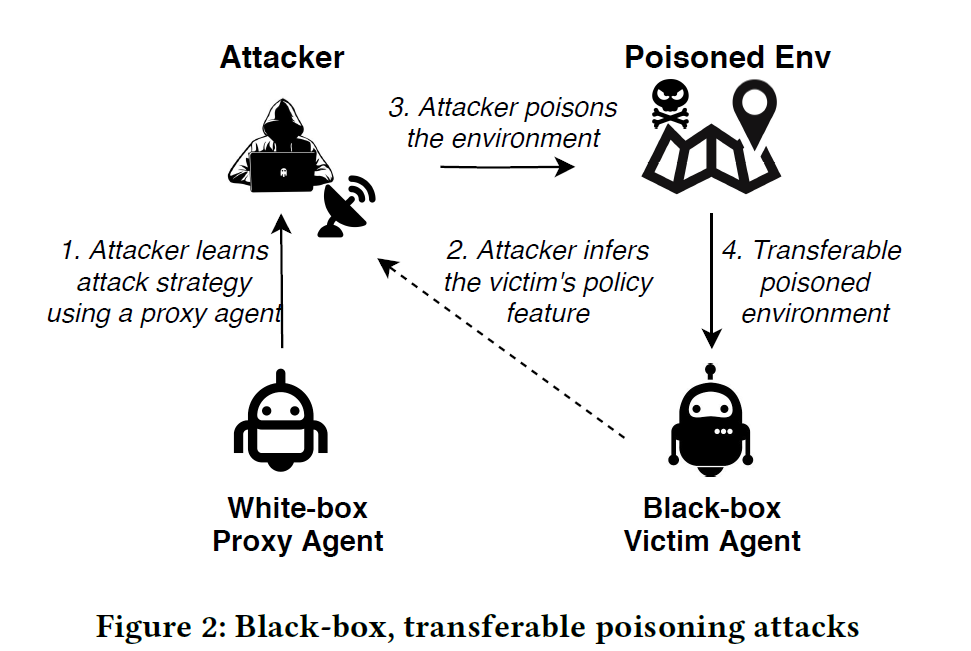 Attacker
Poisoned Env
3. Attacker poisons
the environment
1. Attacker learns
attack strategy
using a proxy agent
2. Attacker infers
the victim's policy
feature
4. Transferable
poisoned
environment
White-box
Proxy Agent
Black-box
Victim Agent
Figure 2: Black-box, transferable poisoning attacks